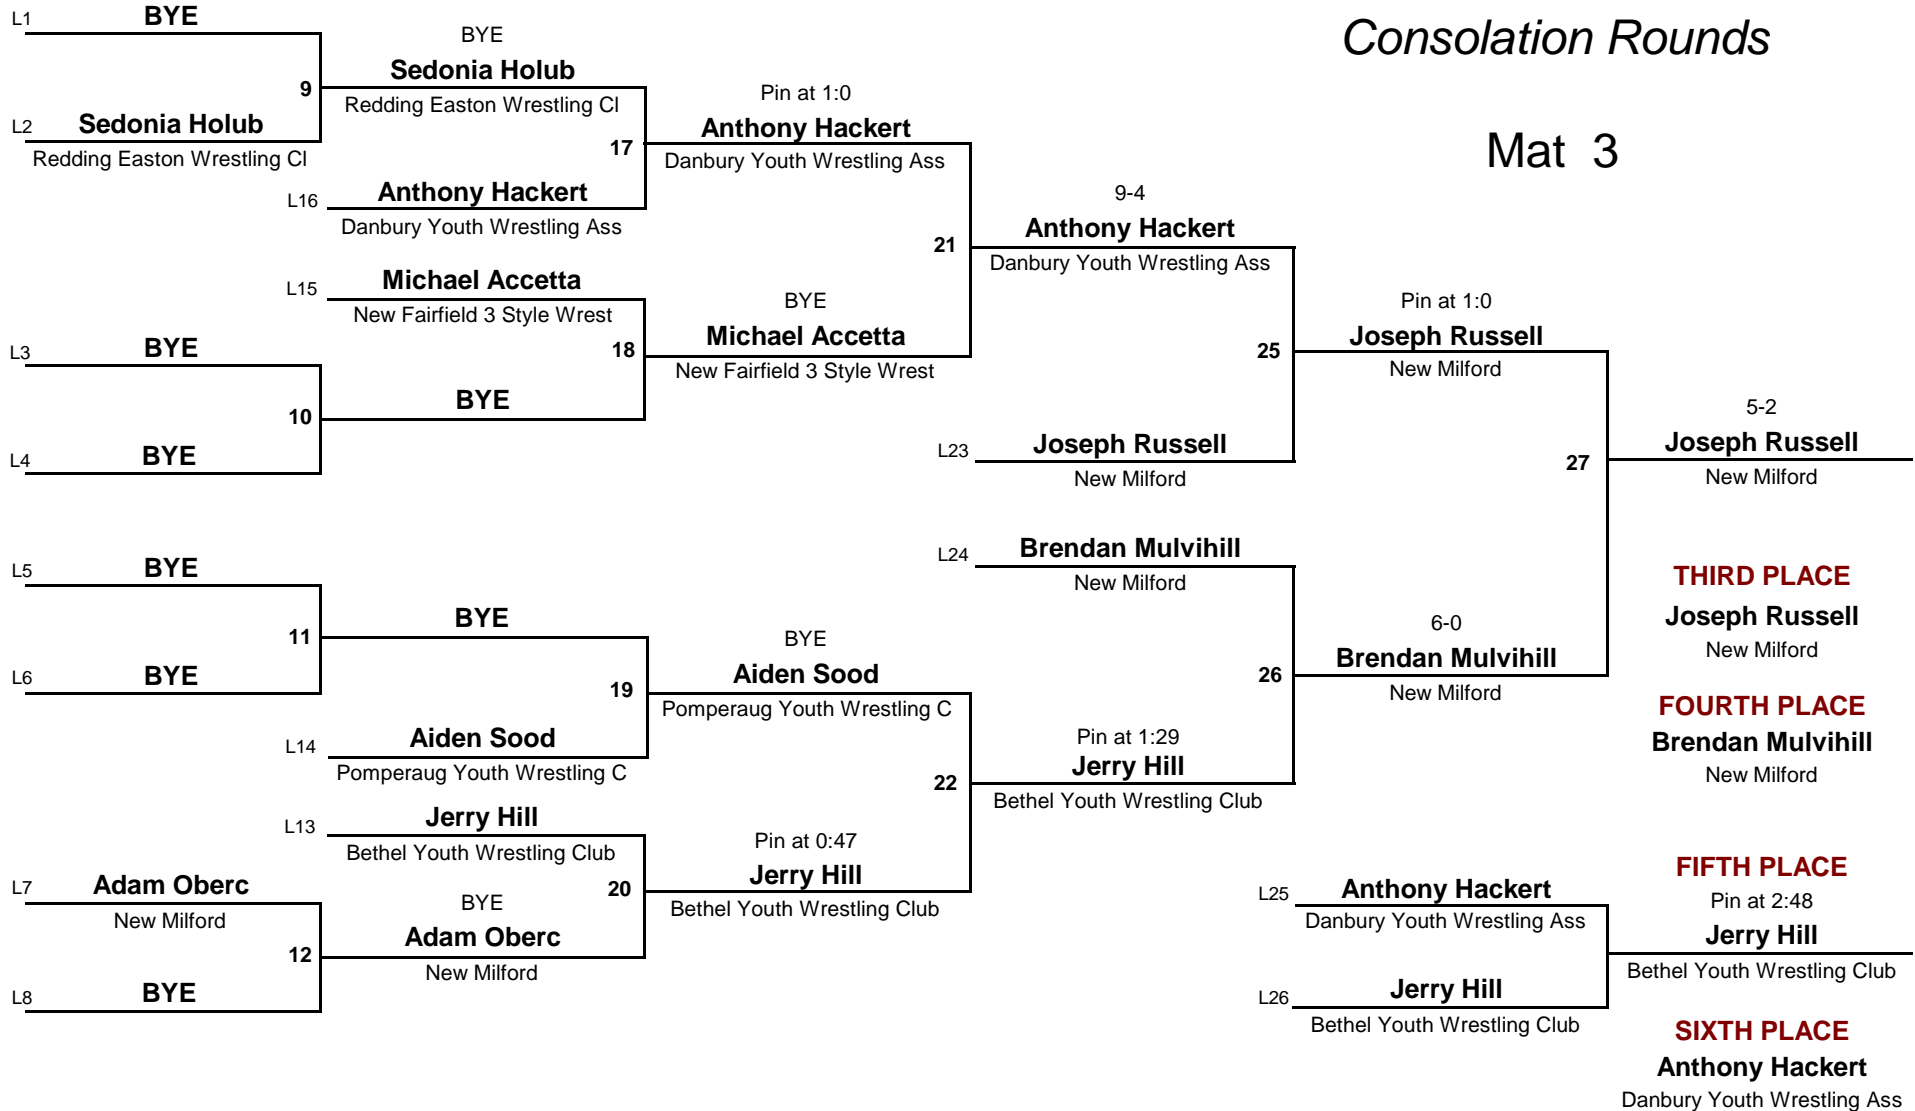 Consolation Rounds
Mat 3
L1 BYE
9
L2 Sedonia Holub
Redding Easton Wrestling Cl
BYE
Sedonia Holub
Redding Easton Wrestling Cl
17
L16 Anthony Hackert
Danbury Youth Wrestling Ass
L15 Michael Accetta
New Fairfield 3 Style Wrest
18
L3 BYE
10
BYE
L4 BYE
Pin at 1:0
Anthony Hackert
Danbury Youth Wrestling Ass
21
BYE
Michael Accetta
New Fairfield 3 Style Wrest
9-4
Anthony Hackert
Danbury Youth Wrestling Ass
25
L23 Joseph Russell
New Milford
Pin at 1:0
Joseph Russell
New Milford
27
5-2
Joseph Russell
New Milford
L5 BYE
11
L6 BYE
BYE
19
L14 Aiden Sood
Pomperaug Youth Wrestling C
L13 Jerry Hill
Bethel Youth Wrestling Club
20
L7 Adam Oberc
New Milford
12
L8 BYE
BYE
Adam Oberc
New Milford
BYE
Aiden Sood
Pomperaug Youth Wrestling C
22
Pin at 0:47
Jerry Hill
Bethel Youth Wrestling Club
L24 Brendan Mulvihill
New Milford
26
Pin at 1:29
Jerry Hill
Bethel Youth Wrestling Club
6-0
Brendan Mulvihill
New Milford
THIRD PLACE
Joseph Russell
New Milford
FOURTH PLACE
Brendan Mulvihill
New Milford
L25 Anthony Hackert
Danbury Youth Wrestling Ass
L26 Jerry Hill
Bethel Youth Wrestling Club
FIFTH PLACE
Pin at 2:48
Jerry Hill
Bethel Youth Wrestling Club
SIXTH PLACE
Anthony Hackert
Danbury Youth Wrestling Ass